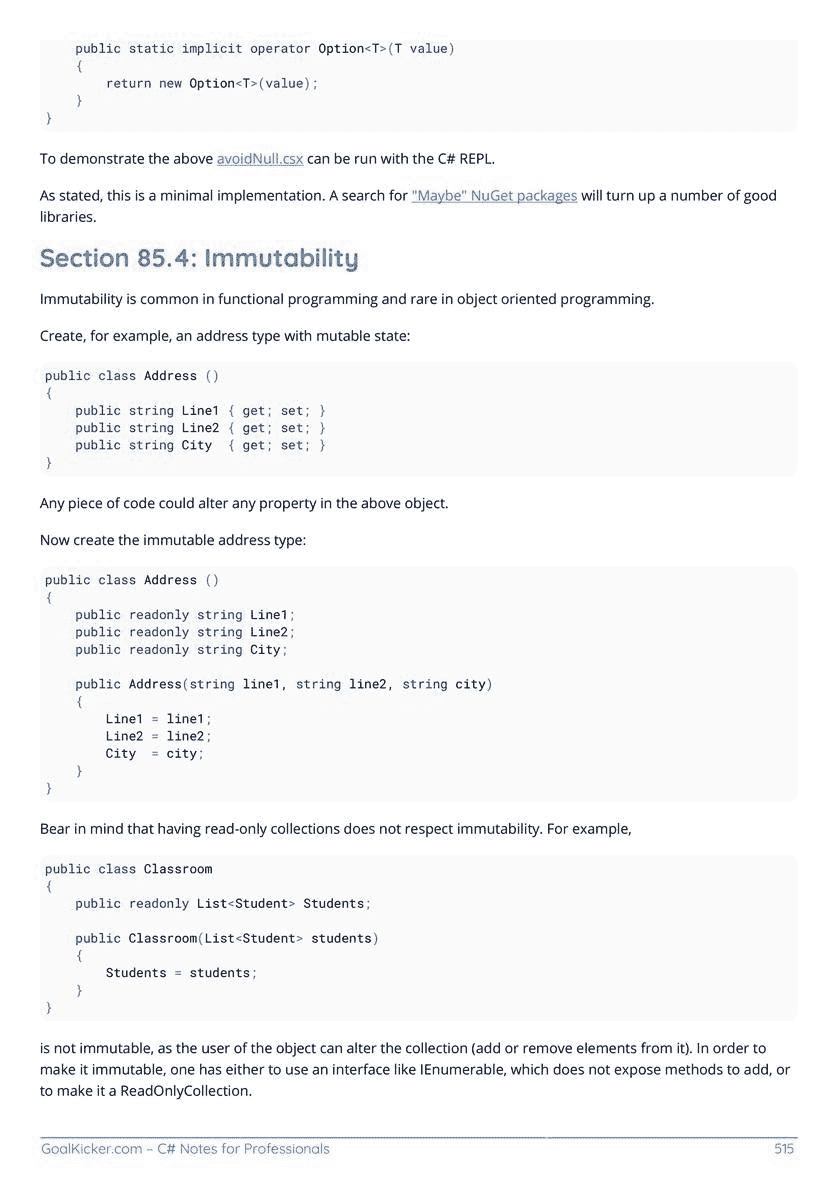 public static implicit operator Option<T>(T value)
    {
        return new Option<T>(value);
    }
}
To demonstrate the above avoidNull.csx can be run with the C# REPL.
As stated, this is a minimal implementation. A search for "Maybe" NuGet packages will turn up a number of good
libraries.
Section 85.4: Immutability
Immutability is common in functional programming and rare in object oriented programming.
Create, for example, an address type with mutable state:
public class Address ()
{
    public string Line1 { get; set; }
    public string Line2 { get; set; }
    public string City  { get; set; }
}
Any piece of code could alter any property in the above object.
Now create the immutable address type:
public class Address ()
{
    public readonly string Line1;
    public readonly string Line2;
    public readonly string City;

    public Address(string line1, string line2, string city)
    {
        Line1 = line1;
        Line2 = line2;
        City  = city;
    }
}
Bear in mind that having read-only collections does not respect immutability. For example,
public class Classroom
{
    public readonly List<Student> Students;

    public Classroom(List<Student> students)
    {
        Students = students;
    }
}
is not immutable, as the user of the object can alter the collection (add or remove elements from it). In order to
make it immutable, one has either to use an interface like IEnumerable, which does not expose methods to add, or
to make it a ReadOnlyCollection.
GoalKicker.com – C# Notes for Professionals 515